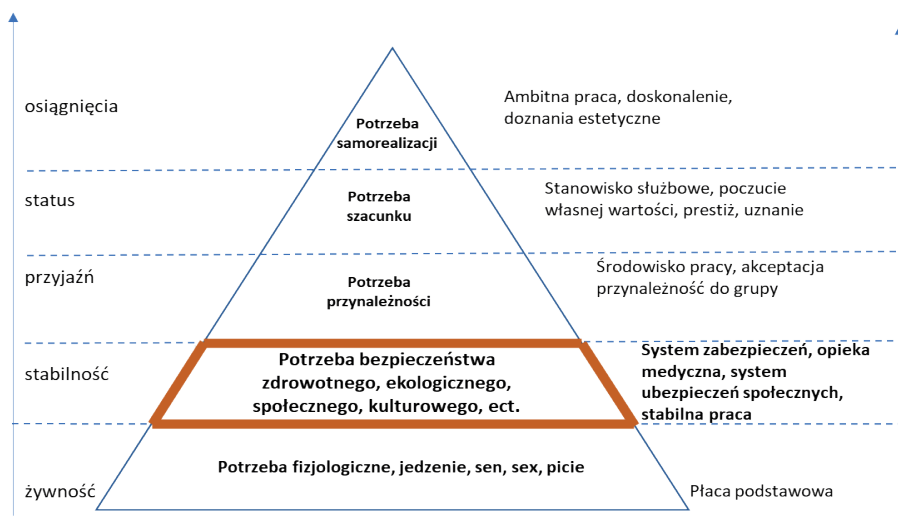 osiągnięcia
Potrzeba
samorealizacji
Ambitna praca, doskonalenie,
doznania estetyczne
status
Potrzeba
szacunku
Stanowisko służbowe, poczucie
własnej wartości, prestiż, uznanie
przyjaźń
Potrzeba
przynależności
Środowisko pracy, akceptacja
przynależność do grupy
stabilność
Potrzeba bezpieczeństwa
zdrowotnego, ekologicznego,
społecznego, kulturowego, ect.
System zabezpieczeń, opieka
medyczna, system
ubezpieczeń społecznych,
stabilna praca
żywność
Potrzeba fizjologiczne, jedzenie, sen, sex, picie
Płaca podstawowa